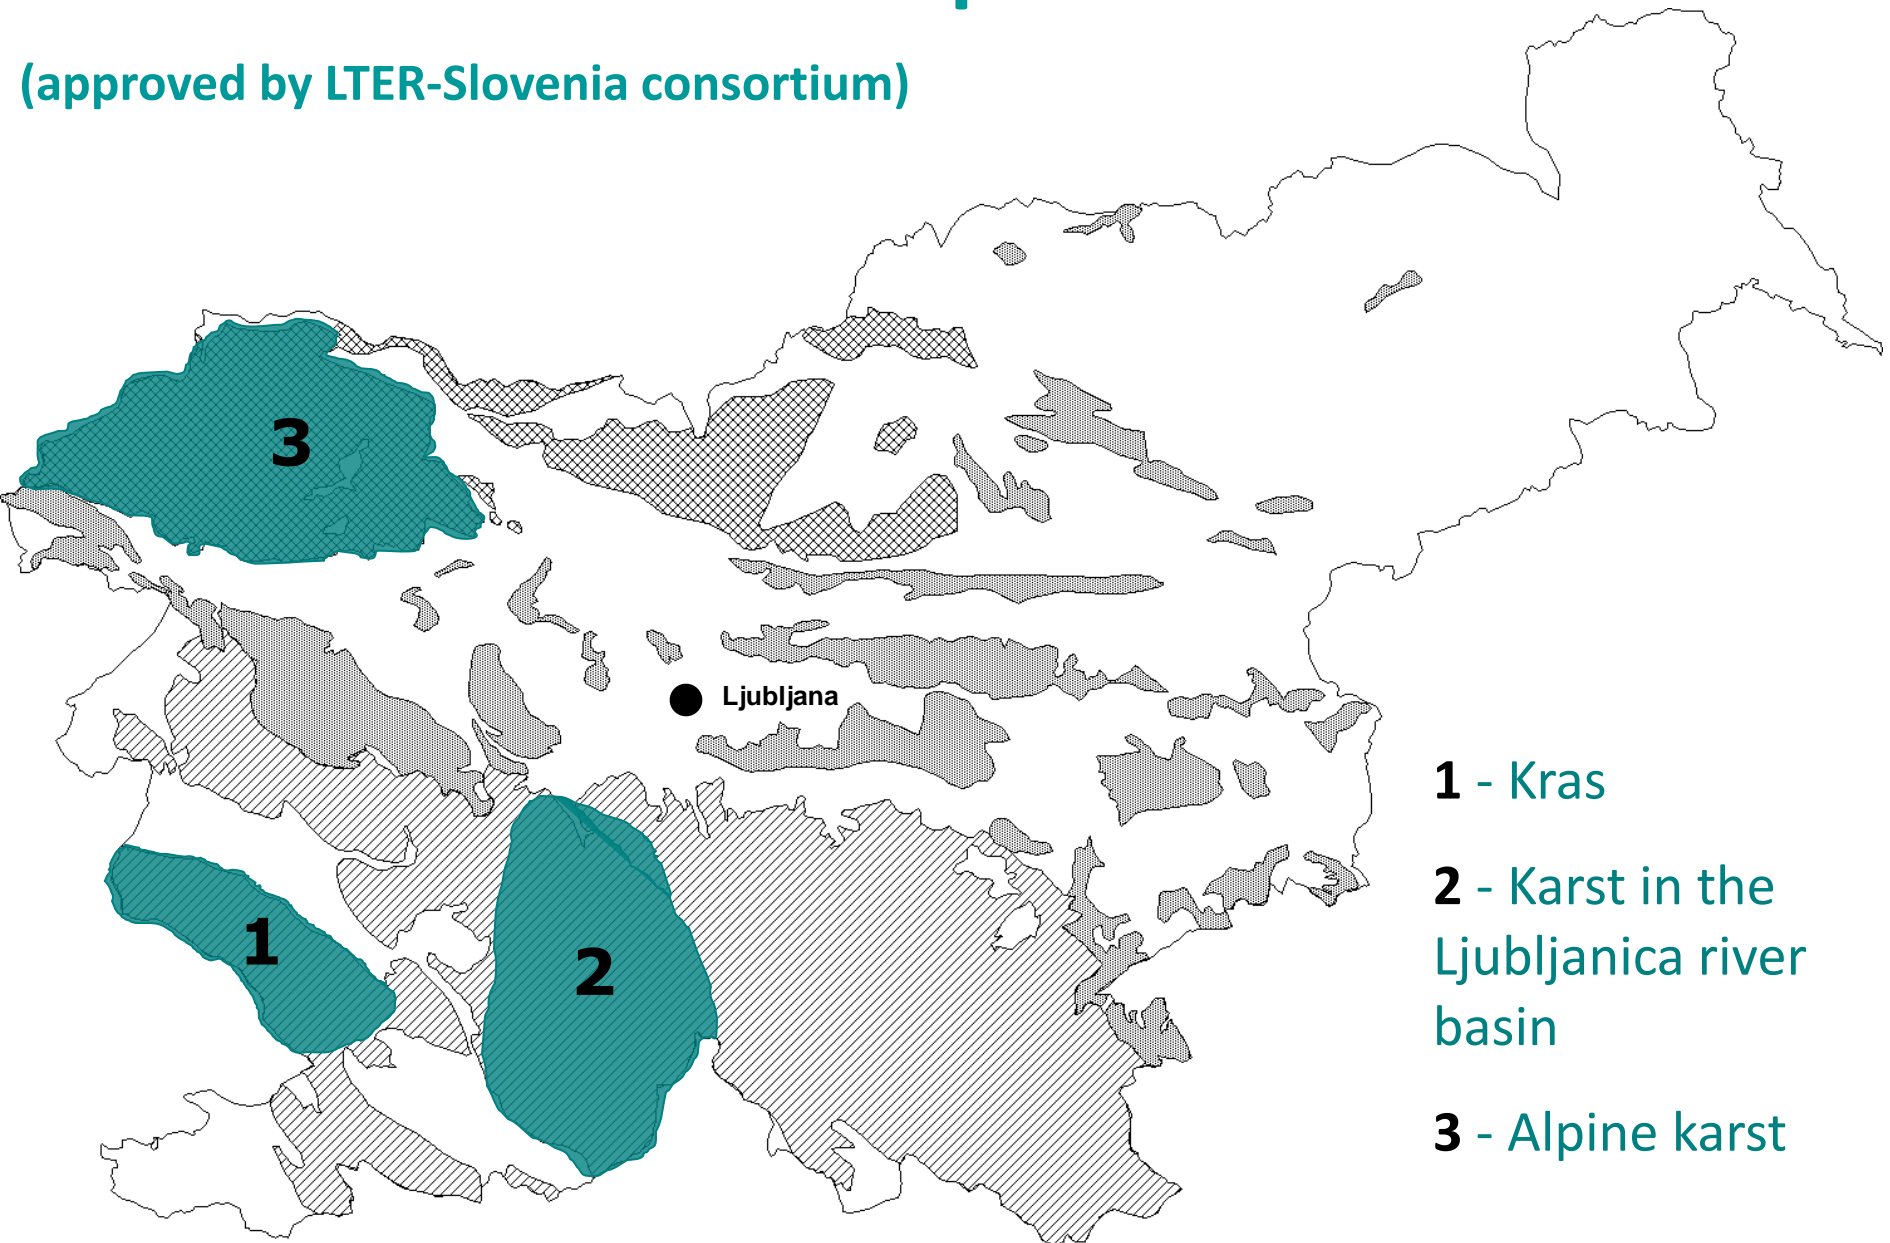 (approved by LTER-Slovenia consortium)
3
Ljubljana
1
2
1 - Kras
2 - Karst in the
Ljubljanica river
basin
3 - Alpine karst